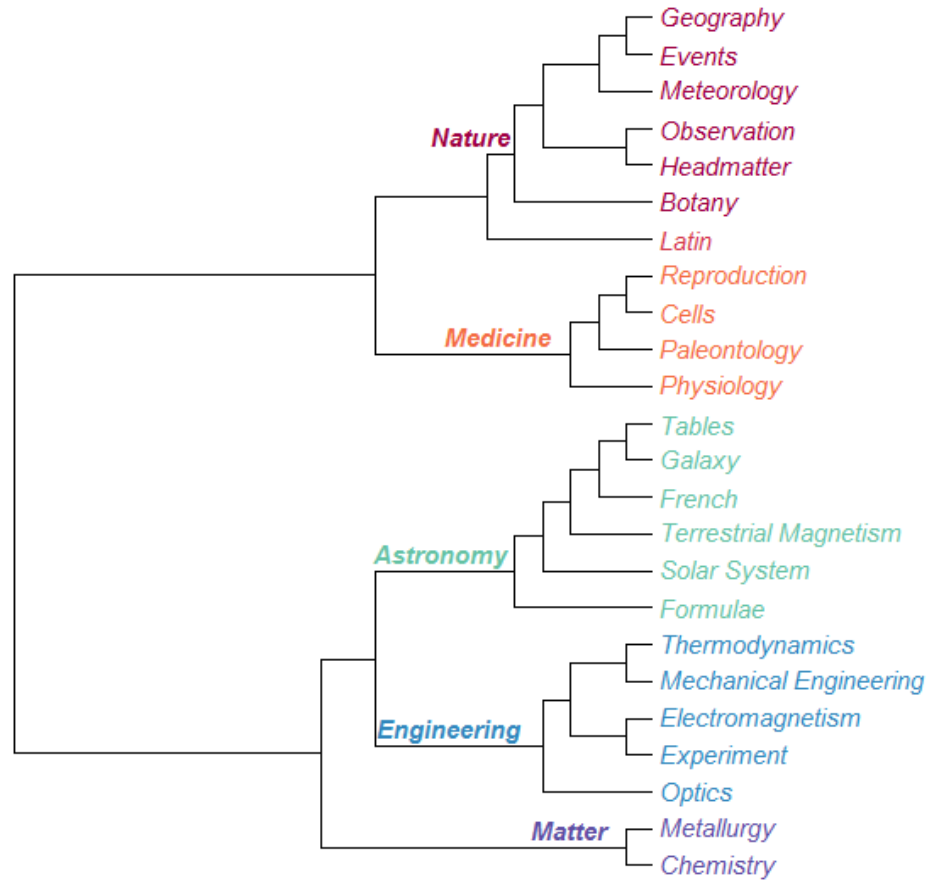 Geography
Events
Meteorology
Observation
Nature
Headmatter
Botany
Latin
Reproduction
Cells
Medicine
Paleontology
Physiology
Tables
Galaxy
French
Terrestrial Magnetism
Astronomy
Solar System
Formulae
Thermodynamics
Mechanical Engineering
Electromagnetism
Engineering
Experiment
Optics
Metallurgy
Matter
Chemistry